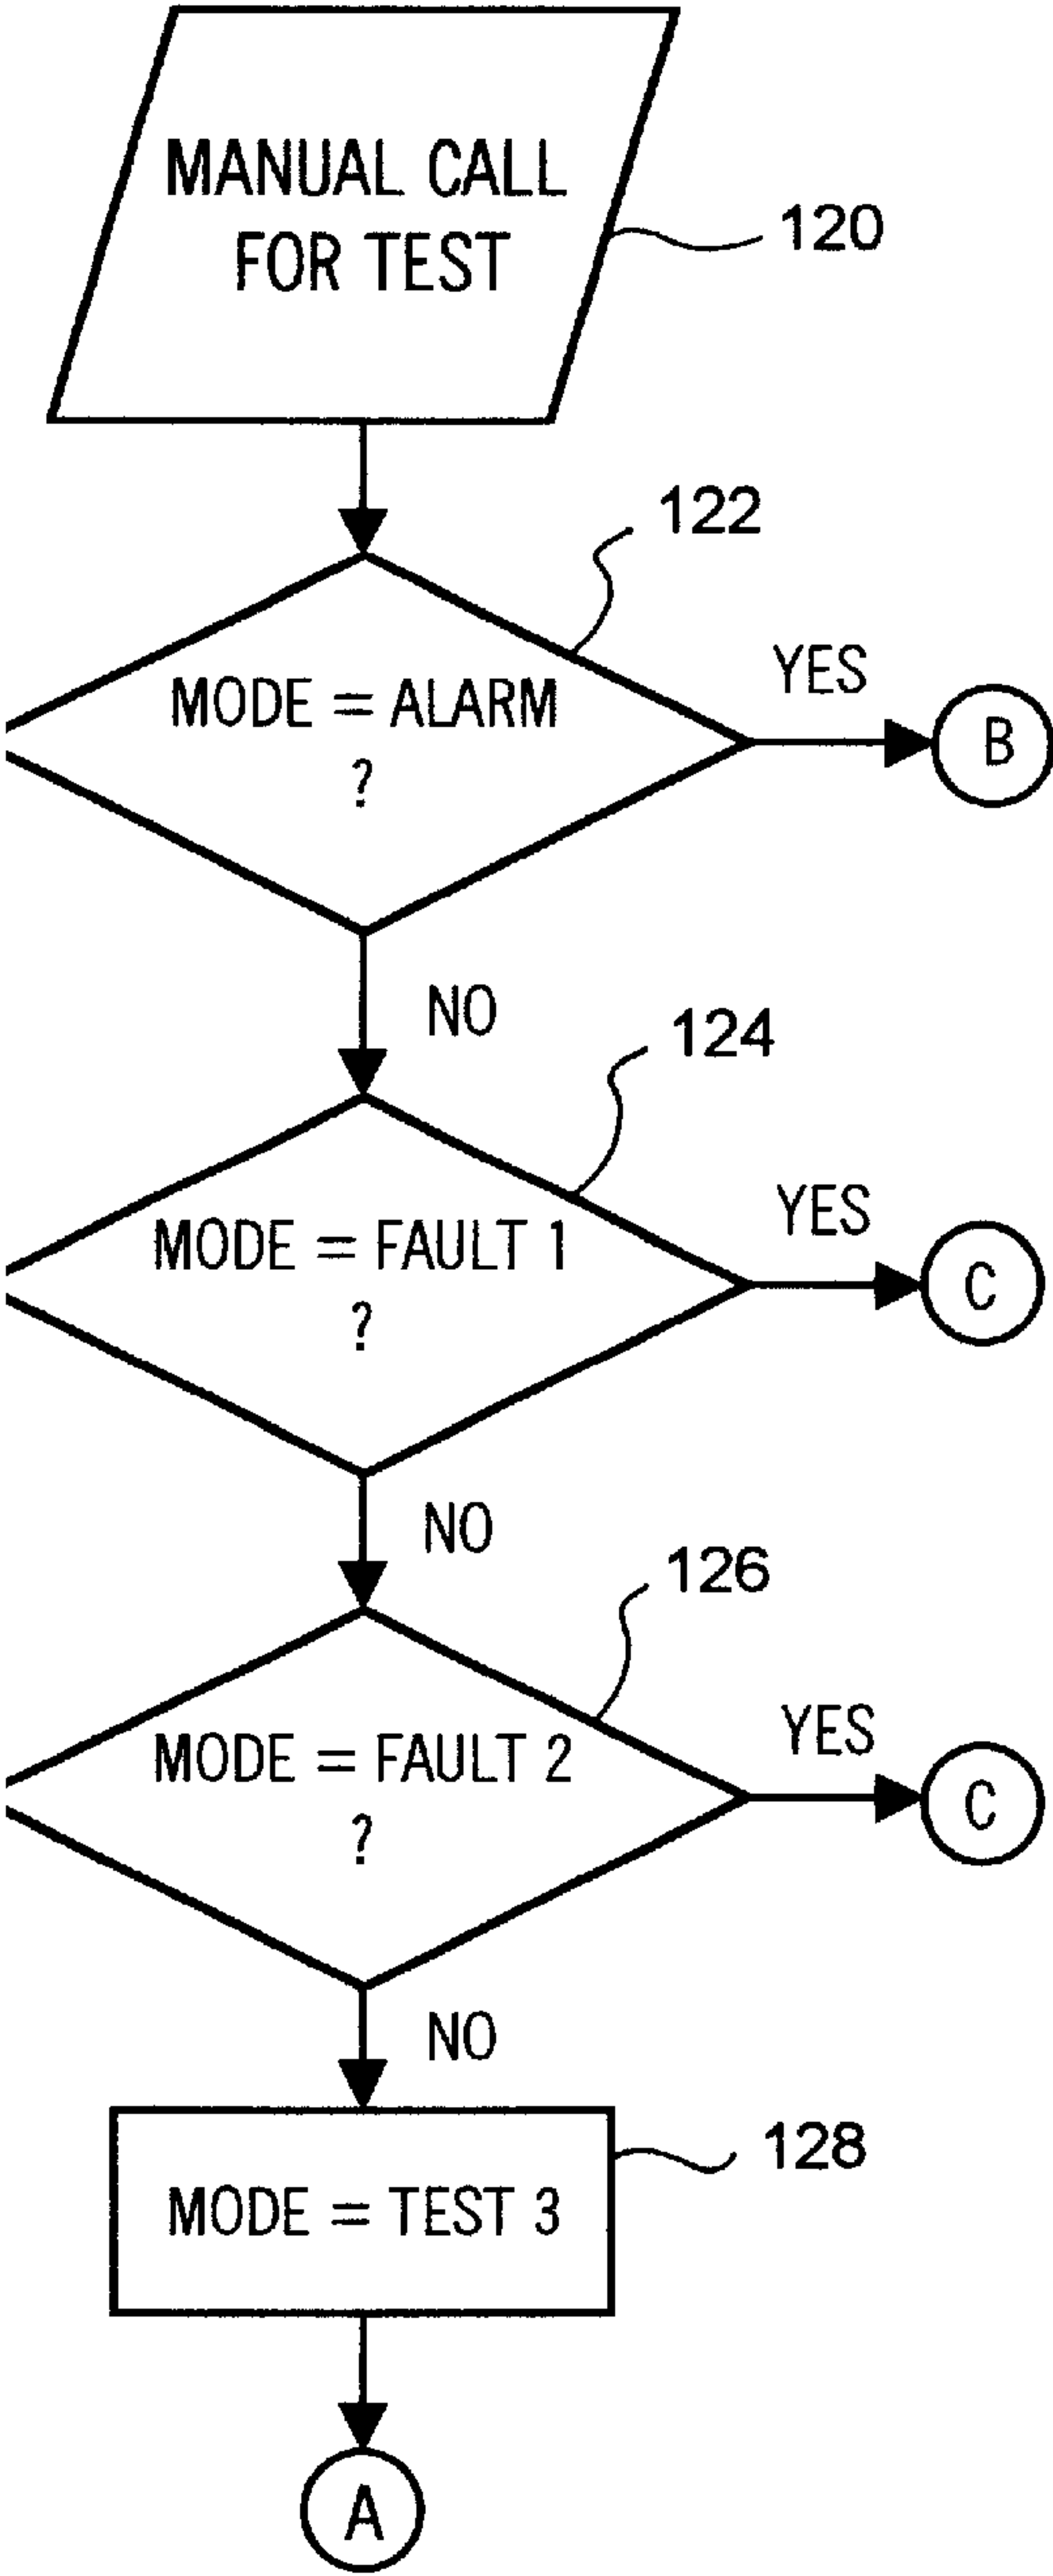 MANUAL CALL
FOR TEST
120
122
MODE = ALARM
?
YES
B
NO
124
MODE = FAULT 1
?
YES
C
NO
126
MODE = FAULT 2
?
YES
C
NO
128
MODE = TEST 3
A